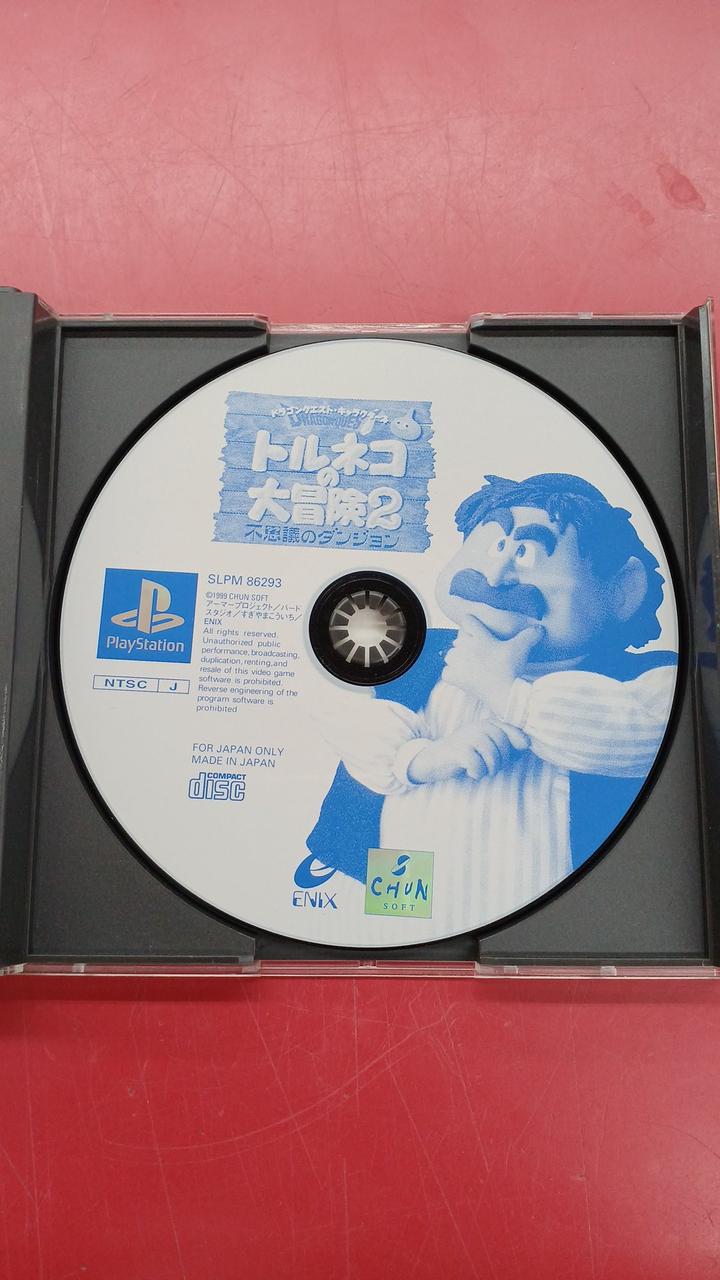 ドラゴンクエスト・キャラクターズ
DRAGON QUEST
トルネコ
の
大冒険2
不思議のダンジョン
SLPM 86293
©1999 CHUN SOFT
アーマープロジェクト／バード
スタジオ／すぎやまこういち／
ENIX
All rights reserved.
Unauthorized public
performance, broadcasting,
duplication, renting, and
resale of this video game
software is prohibited.
Reverse engineering of the
program software is
prohibited
PlayStation
NTSC J
FOR JAPAN ONLY
MADE IN JAPAN
COMPACT
disc
ENIX
CHUN
SOFT